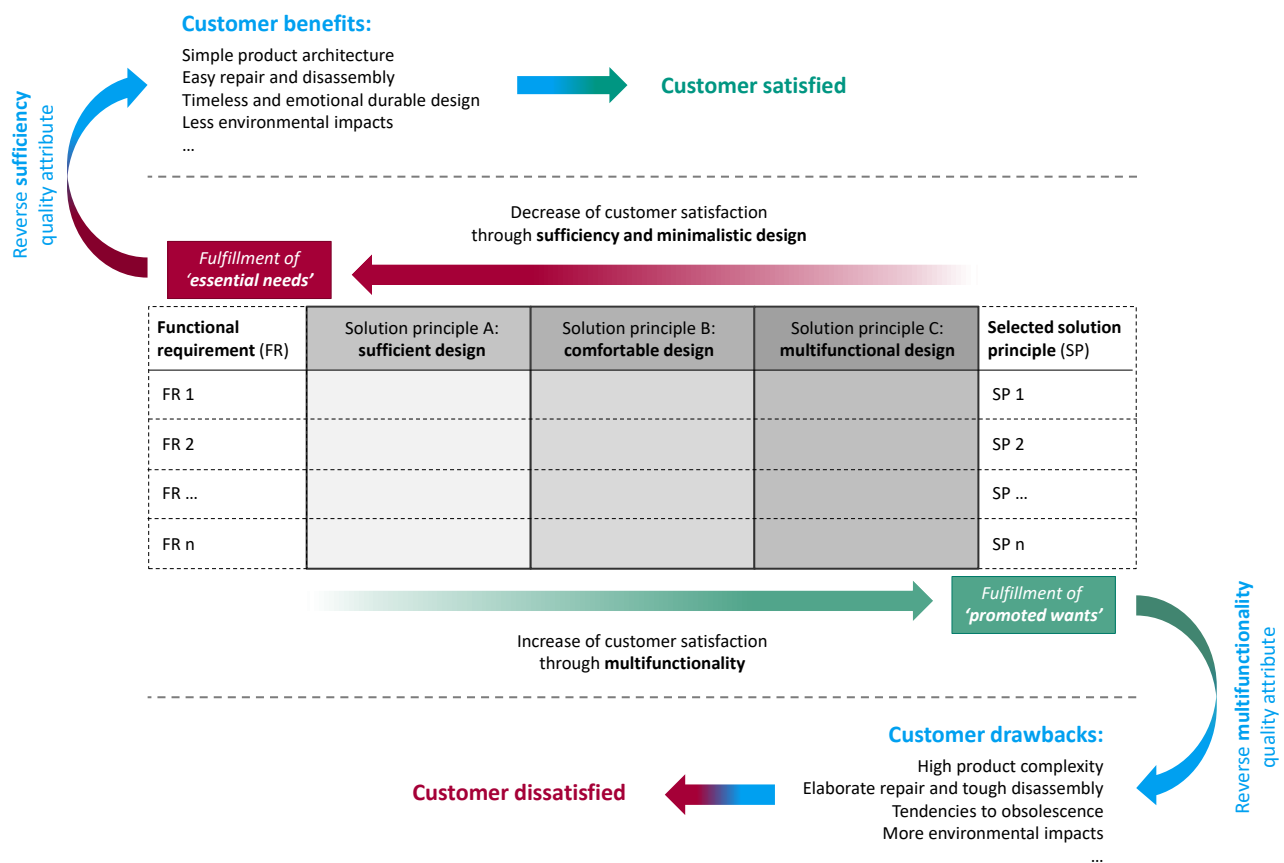 Customer benefits:
Simple product architecture
Easy repair and disassembly
Timeless and emotional durable design
Less environmental impacts
...
Customer satisfied
Reverse sufficiency
quality attribute
Decrease of customer satisfaction
through sufficiency and minimalistic design
Fulfillment of
‘essential needs’
Functional
requirement (FR)
Solution principle A:
sufficient design
Solution principle B:
comfortable design
Solution principle C:
multifunctional design
Selected solution
principle (SP)
FR 1
SP 1
FR 2
SP 2
FR ...
SP ...
FR n
SP n
Fulfillment of
‘promoted wants’
Increase of customer satisfaction
through multifunctionality
Reverse multifunctionality
quality attribute
Customer drawbacks:
High product complexity
Elaborate repair and tough disassembly
Tendencies to obsolescence
More environmental impacts
...
Customer dissatisfied